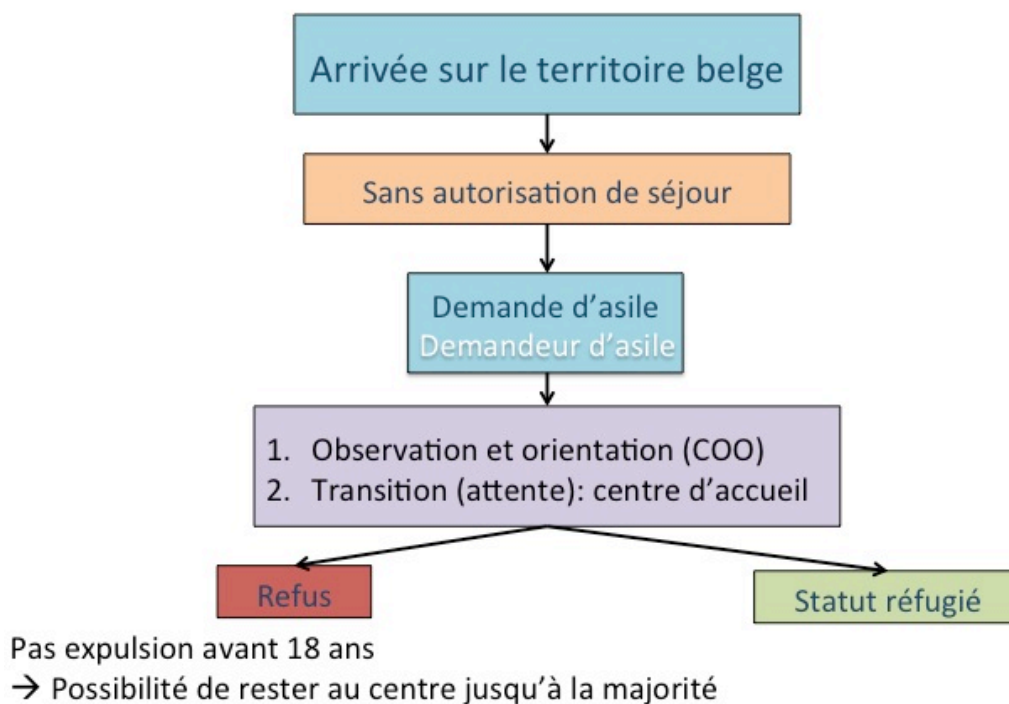 Arrivée sur le territoire belge
Sans autorisation de séjour
Demande d'asile
Demandeur d'asile
1. Observation et orientation (COO)
2. Transition (attente): centre d'accueil
Refus
Statut réfugié
Pas expulsion avant 18 ans
→ Possibilité de rester au centre jusqu'à la majorité